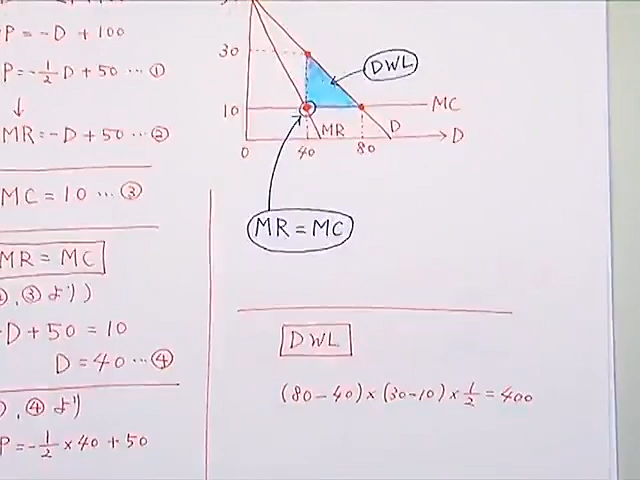 P=-D+100
P=-1/2 D+50 … ①
↓
MR=-D+50 … ②
MC=10 … ③
MR=MC
, ③より)
D+50=10
D=40 … ④
, ④より
P=-1/2×40+50
30
10
0
40
80
DWL
MC
MR
D
D
MR=MC
DWL
(80-40)×(30-10)×1/2=400